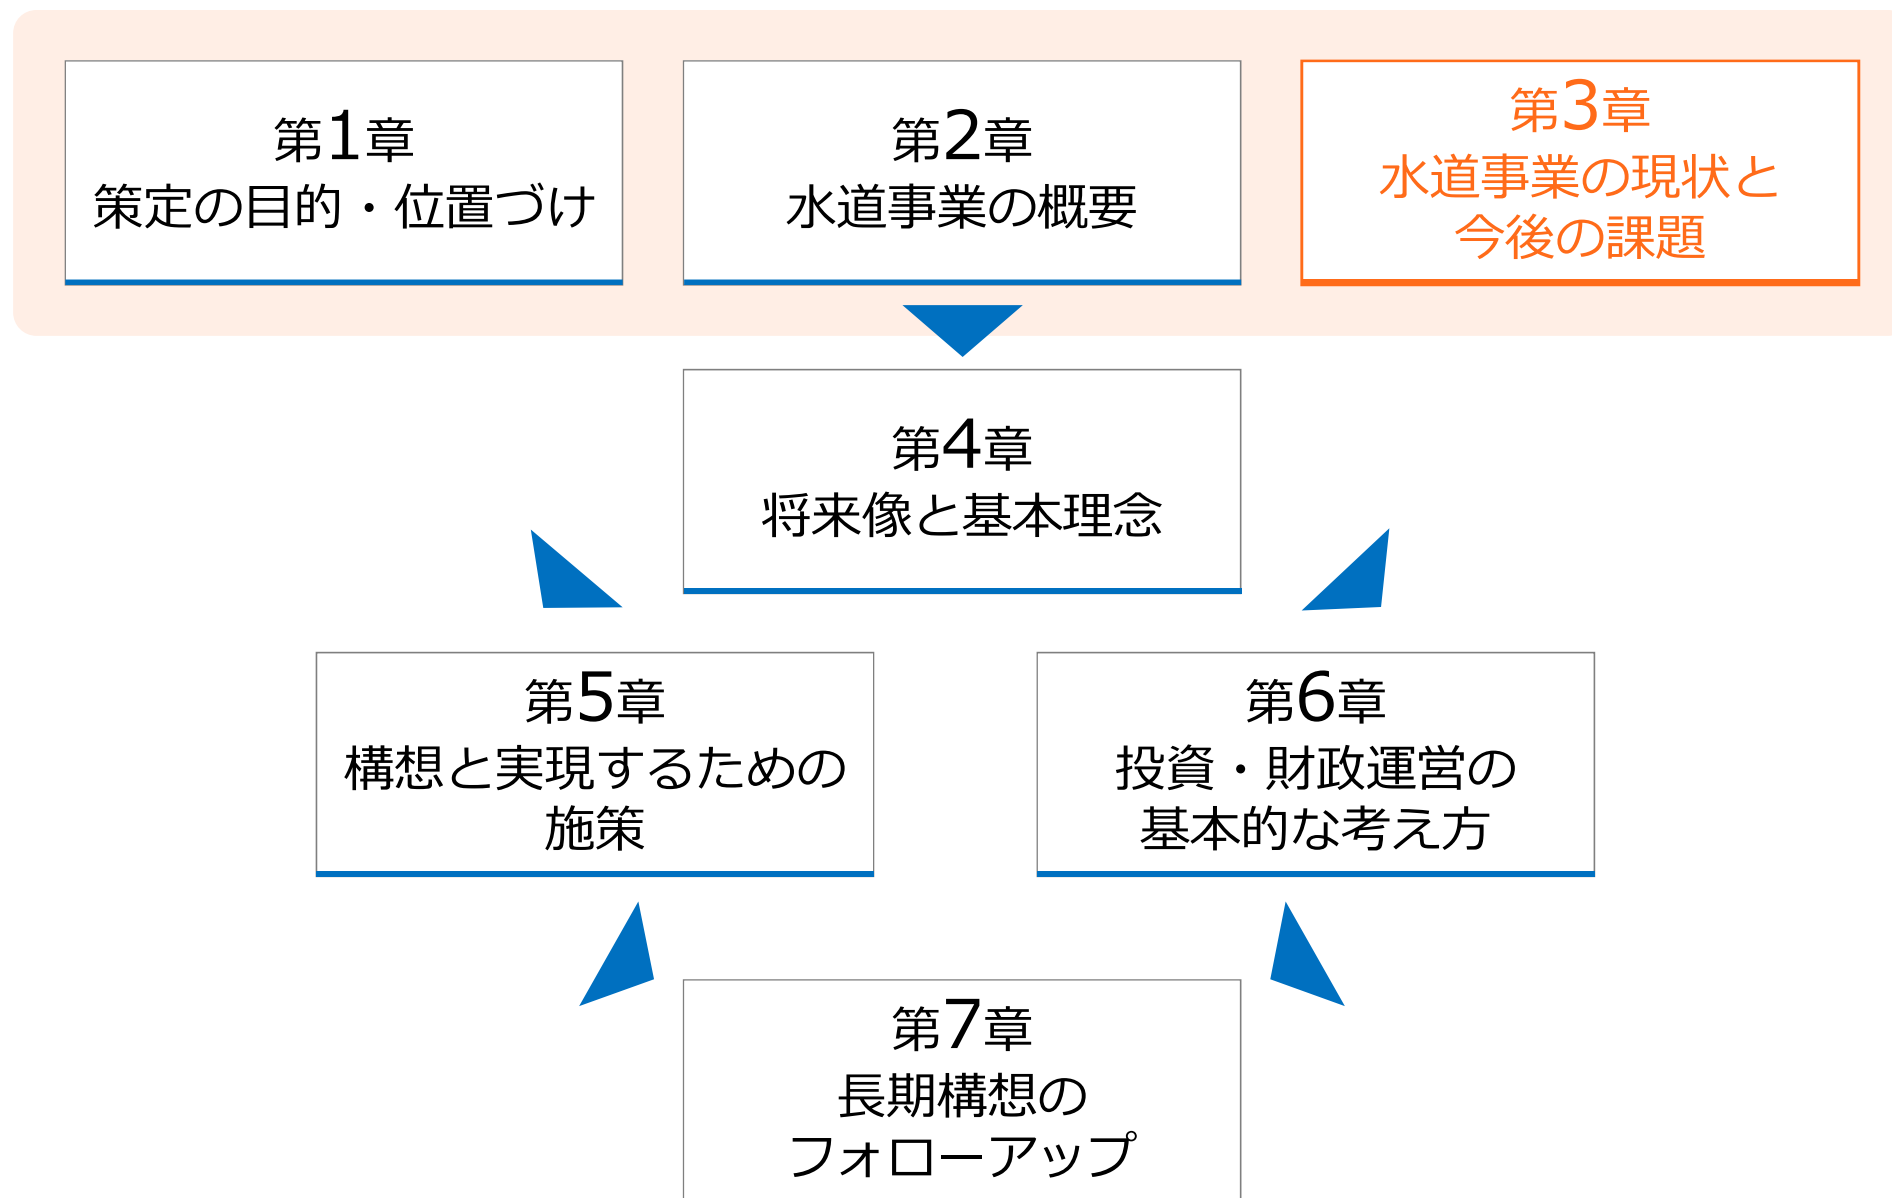 第1章
策定の目的・位置づけ
第2章
水道事業の概要
第3章
水道事業の現状と
今後の課題
第4章
将来像と基本理念
第5章
構想と実現するための
施策
第6章
投資・財政運営の
基本的な考え方
第7章
長期構想の
フォローアップ